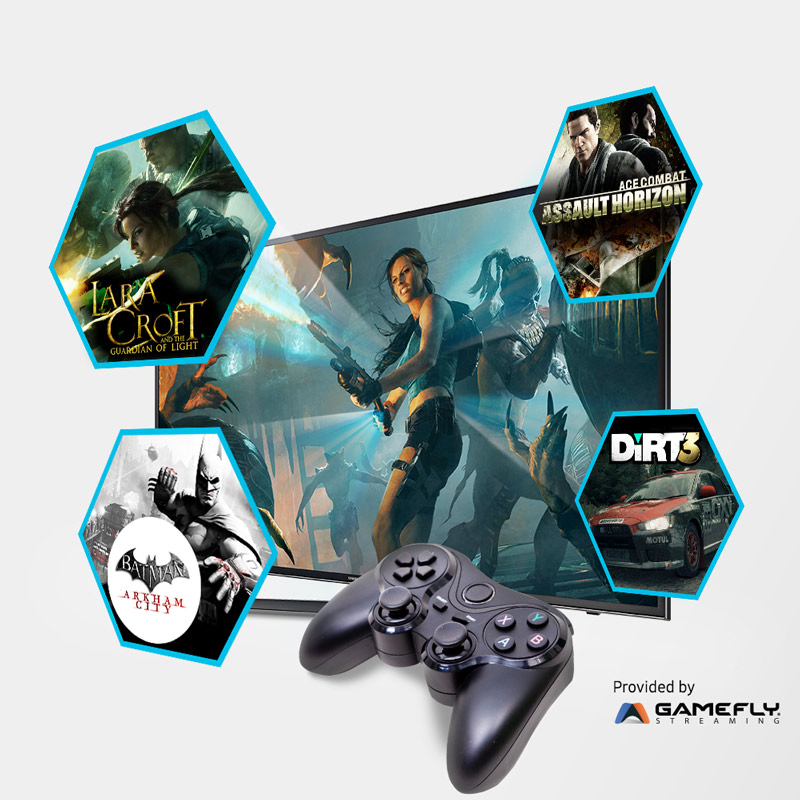 LARA
CROFT
AND THE
GUARDIAN OF LIGHT
ACE COMBAT
ASSAULT HORIZON
DiRT3
MOTUL
BATMAN
ARKHAM
CITY
X Y
A B
Provided by
GAMEFLY
STREAMING